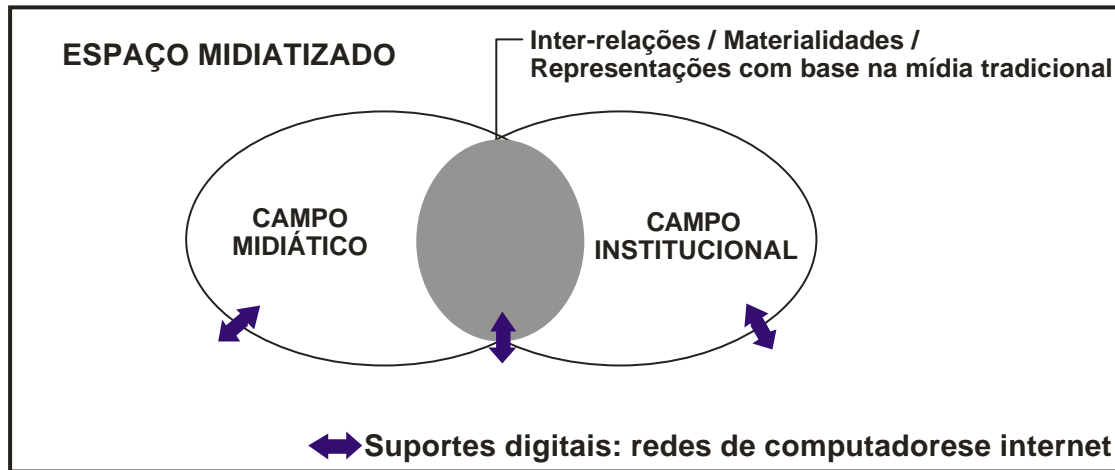 ESPAÇO MIDIATIZADO
Inter-relações / Materialidades /
Representações com base na mídia tradicional
CAMPO
MIDIÁTICO
CAMPO
INSTITUCIONAL
Suportes digitais: redes de computadorese internet